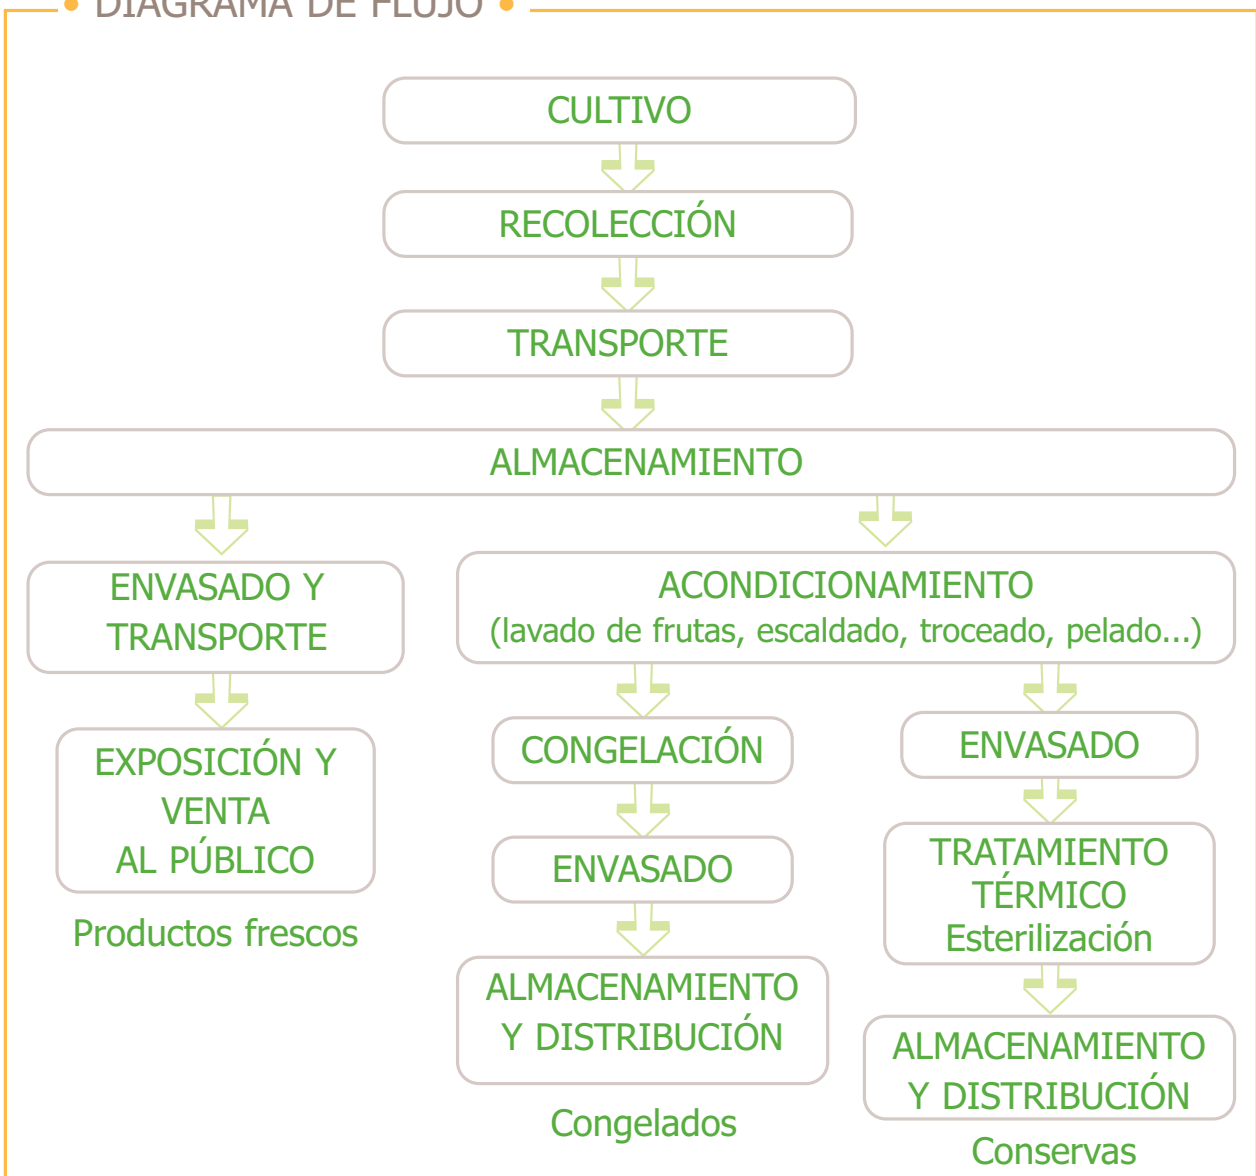 • DIAGRAMA DE FLUJO •
CULTIVO
RECOLECCIÓN
TRANSPORTE
ALMACENAMIENTO
ENVASADO Y
TRANSPORTE
EXPOSICIÓN Y
VENTA
AL PÚBLICO
Productos frescos
ACONDICIONAMIENTO
(lavado de frutas, escaldado, troceado, pelado...)
CONGELACIÓN
ENVASADO
ALMACENAMIENTO
Y DISTRIBUCIÓN
Congelados
ENVASADO
TRATAMIENTO
TÉRMICO
Esterilización
ALMACENAMIENTO
Y DISTRIBUCIÓN
Conservas